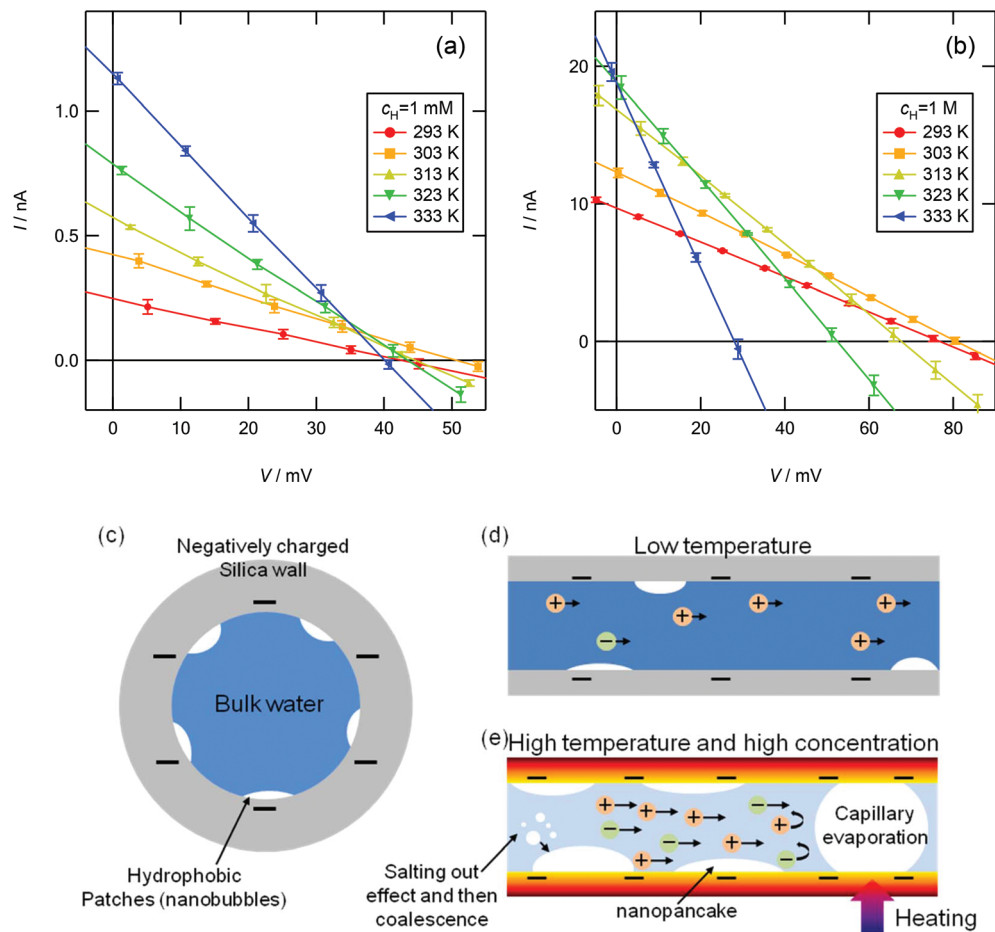 (a)
I / nA
1.0
0.5
0.0
c_H=1 mM
293 K
303 K
313 K
323 K
333 K
0
10
20
30
40
50
V / mV
(b)
I / nA
20
10
0
c_H=1 M
293 K
303 K
313 K
323 K
333 K
0
20
40
60
80
V / mV
(c)
Negatively charged
Silica wall
Bulk water
Hydrophobic
Patches (nanobubbles)
(d)
Low temperature
+
+
+
+
−
+
(e)
High temperature and high concentration
+
+
+
−
−
+
−
−
+
+
−
Capillary
evaporation
Salting out
effect and then
coalescence
nanopancake
Heating